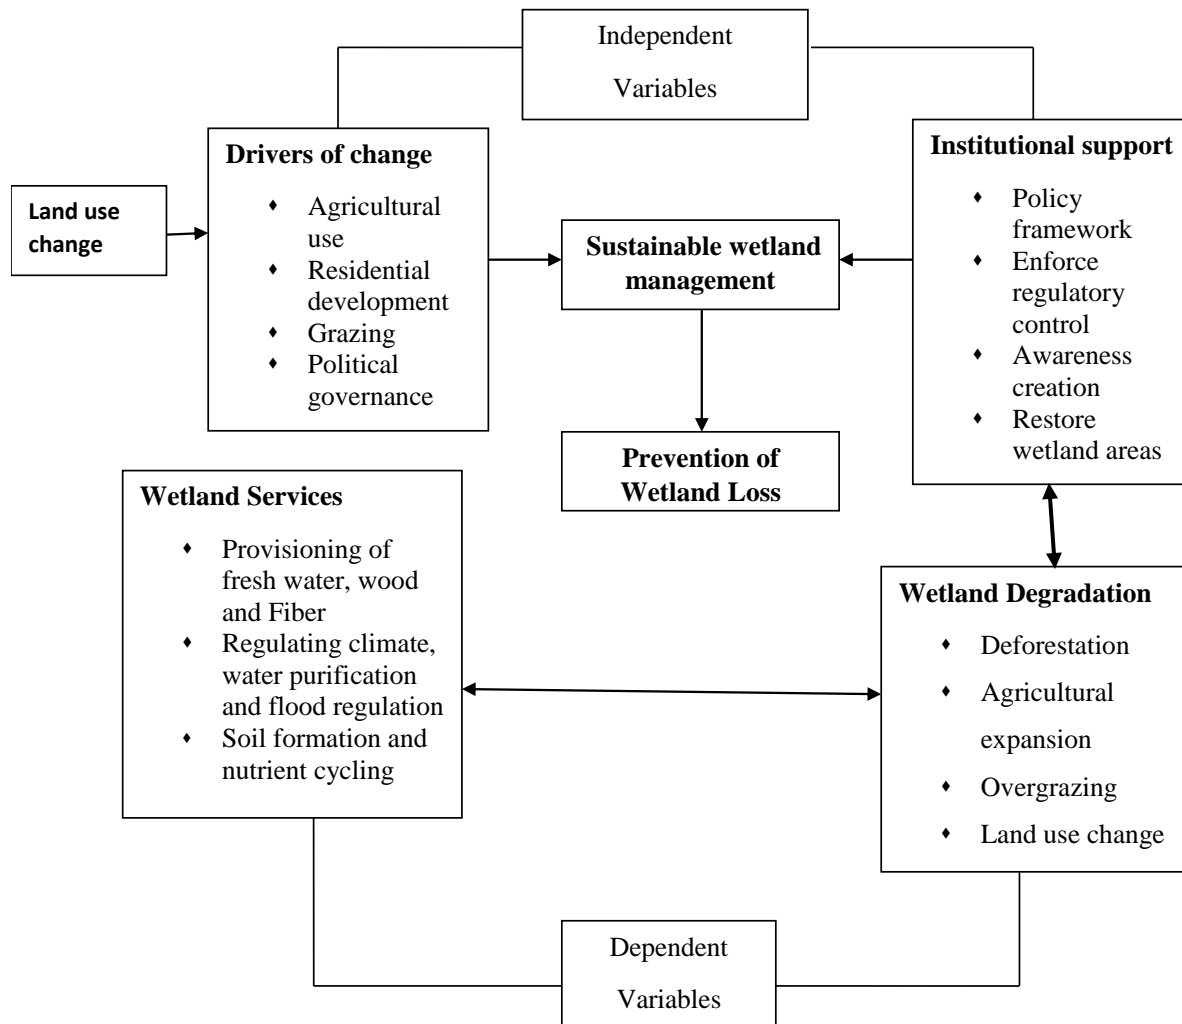 Independent
Variables
Drivers of change
♦ Agricultural
use
♦ Residential
development
♦ Grazing
♦ Political
governance
Institutional support
♦ Policy
framework
♦ Enforce
regulatory
control
♦ Awareness
creation
♦ Restore
wetland areas
Land use
change
Sustainable wetland
management
Prevention of
Wetland Loss
Wetland Services
♦ Provisioning of
fresh water, wood
and Fiber
♦ Regulating climate,
water purification
and flood regulation
♦ Soil formation and
nutrient cycling
Wetland Degradation
♦ Deforestation
♦ Agricultural
expansion
♦ Overgrazing
♦ Land use change
Dependent
Variables